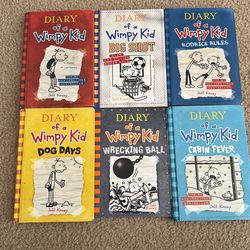 DIARY
of a
Wimpy Kid
DIARY
of a
Wimpy Kid
BIG SHOT
Jeff Kinney
DIARY
of a
Wimpy Kid
RODRICK RULES
Jeff Kinney
DIARY
of a
Wimpy Kid
DOG DAYS
Jeff Kinney
DIARY
of a
Wimpy Kid
WRECKING BALL
DIARY
of a
Wimpy Kid
CABIN FEVER
Jeff Kinney